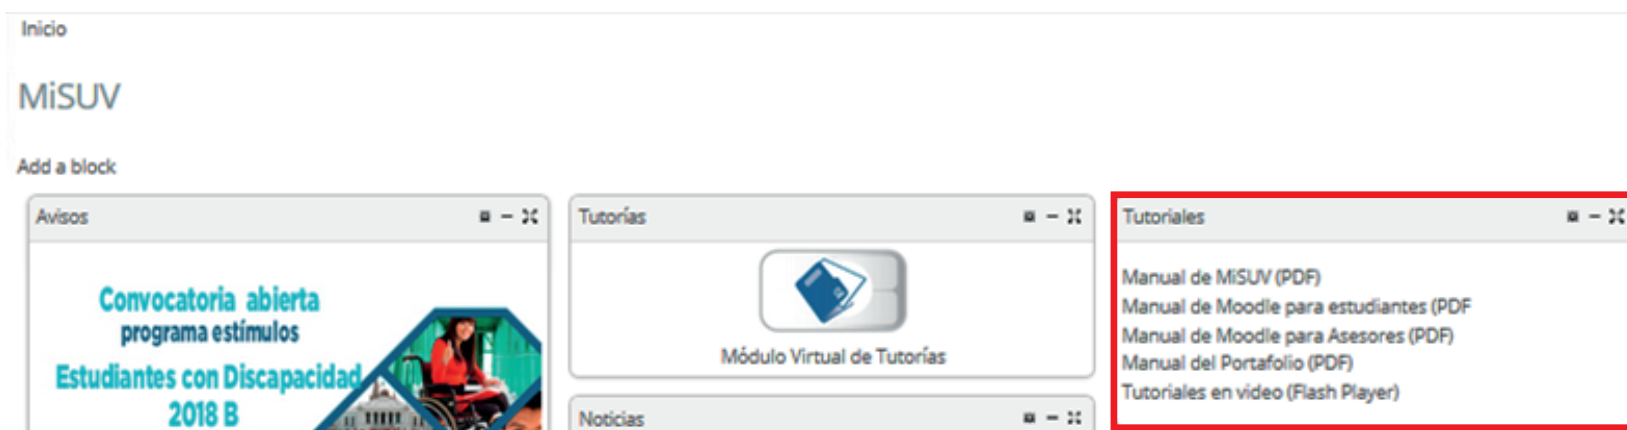 Inicio
MiSUV
Add a block
Avisos
Convocatoria abierta
programa estímulos
Estudiantes con Discapacidad
2018 B
Tutorías
Módulo Virtual de Tutorías
Noticias
Tutoriales
Manual de MiSUV (PDF)
Manual de Moodle para estudiantes (PDF
Manual de Moodle para Asesores (PDF)
Manual del Portafolio (PDF)
Tutoriales en video (Flash Player)